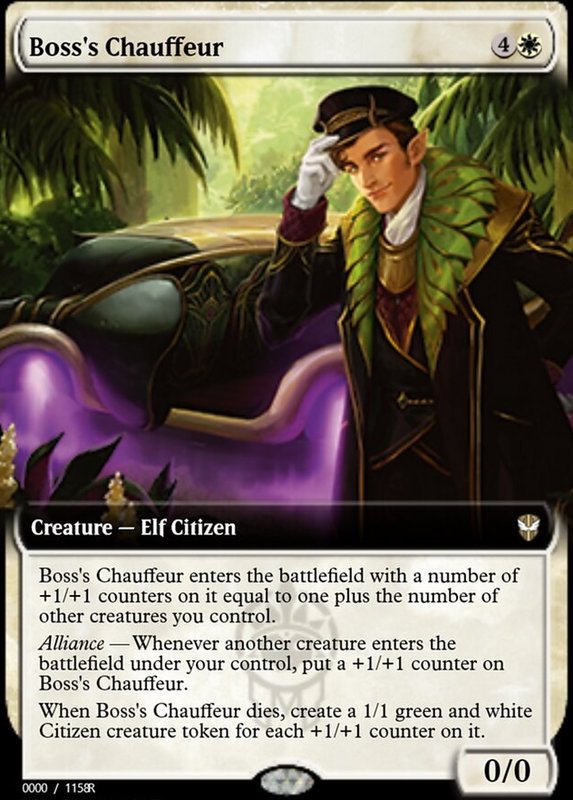 Boss's Chauffeur
4
Creature — Elf Citizen
Boss's Chauffeur enters the battlefield with a number of
+1/+1 counters on it equal to one plus the number of
other creatures you control.
Alliance — Whenever another creature enters the
battlefield under your control, put a +1/+1 counter on
Boss's Chauffeur.
When Boss's Chauffeur dies, create a 1/1 green and white
Citizen creature token for each +1/+1 counter on it.
0/0
0000 / 1158R